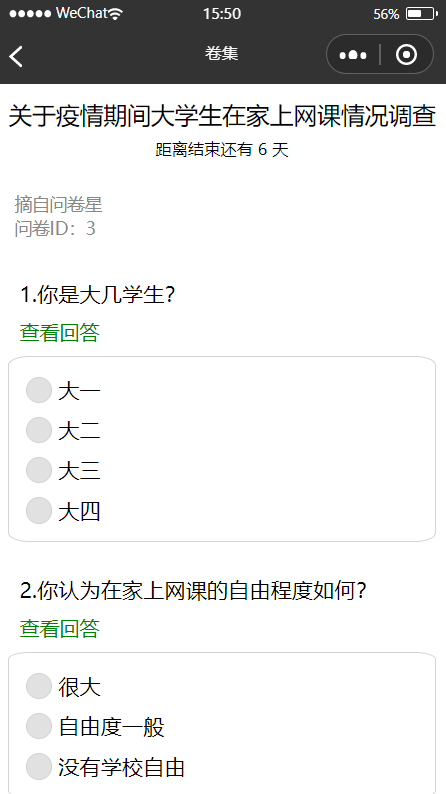 WeChat 15:50 56%
卷集
关于疫情期间大学生在家上网课情况调查
距离结束还有 6 天
摘自问卷星
问卷ID：3
1.你是大几学生?
查看回答
大一
大二
大三
大四
2.你认为在家上网课的自由程度如何?
查看回答
很大
自由度一般
没有学校自由